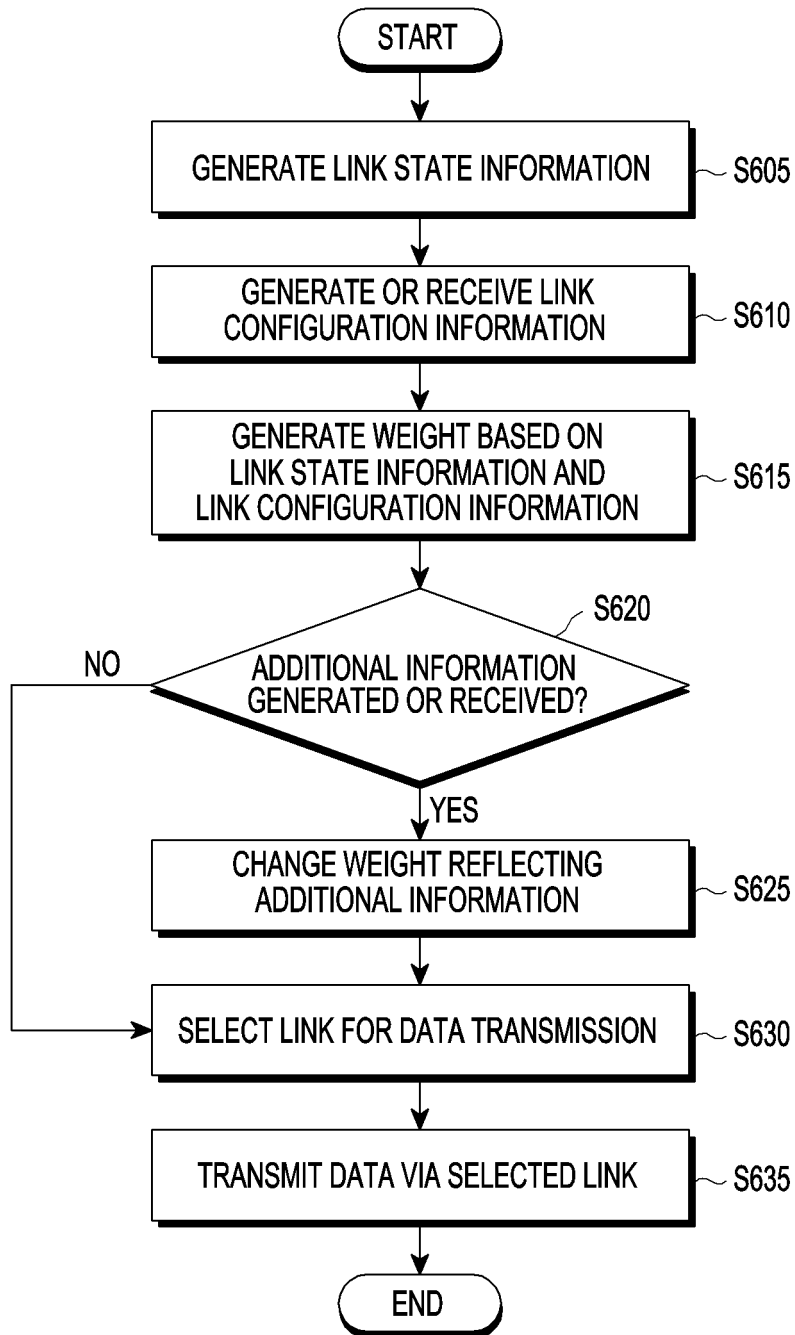 START
GENERATE LINK STATE INFORMATION
S605
GENERATE OR RECEIVE LINK
CONFIGURATION INFORMATION
S610
GENERATE WEIGHT BASED ON
LINK STATE INFORMATION AND
LINK CONFIGURATION INFORMATION
S615
S620
NO
ADDITIONAL INFORMATION
GENERATED OR RECEIVED?
YES
CHANGE WEIGHT REFLECTING
ADDITIONAL INFORMATION
S625
SELECT LINK FOR DATA TRANSMISSION
S630
TRANSMIT DATA VIA SELECTED LINK
S635
END